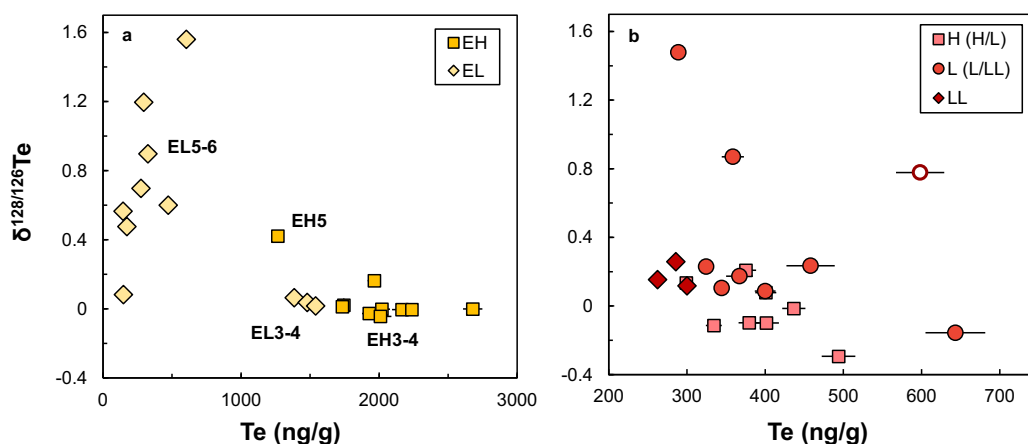 a
EH
EL
EL5-6
EH5
EL3-4
EH3-4
1.6
1.2
0.8
0.4
0
-0.4
0
1000
2000
3000
δ128/126Te
Te (ng/g)
b
H (H/L)
L (L/LL)
LL
1.6
1.2
0.8
0.4
0
-0.4
200
300
400
500
600
700
Te (ng/g)